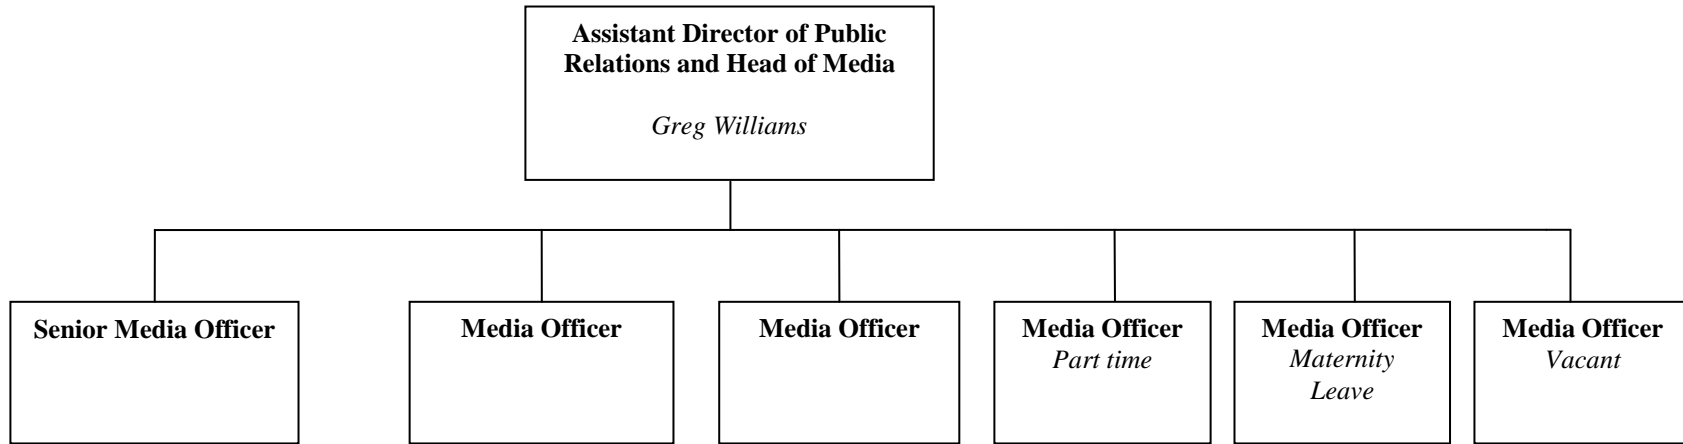 Assistant Director of Public
Relations and Head of Media
Greg Williams
Senior Media Officer
Media Officer
Media Officer
Media Officer
Part time
Media Officer
Maternity
Leave
Media Officer
Vacant